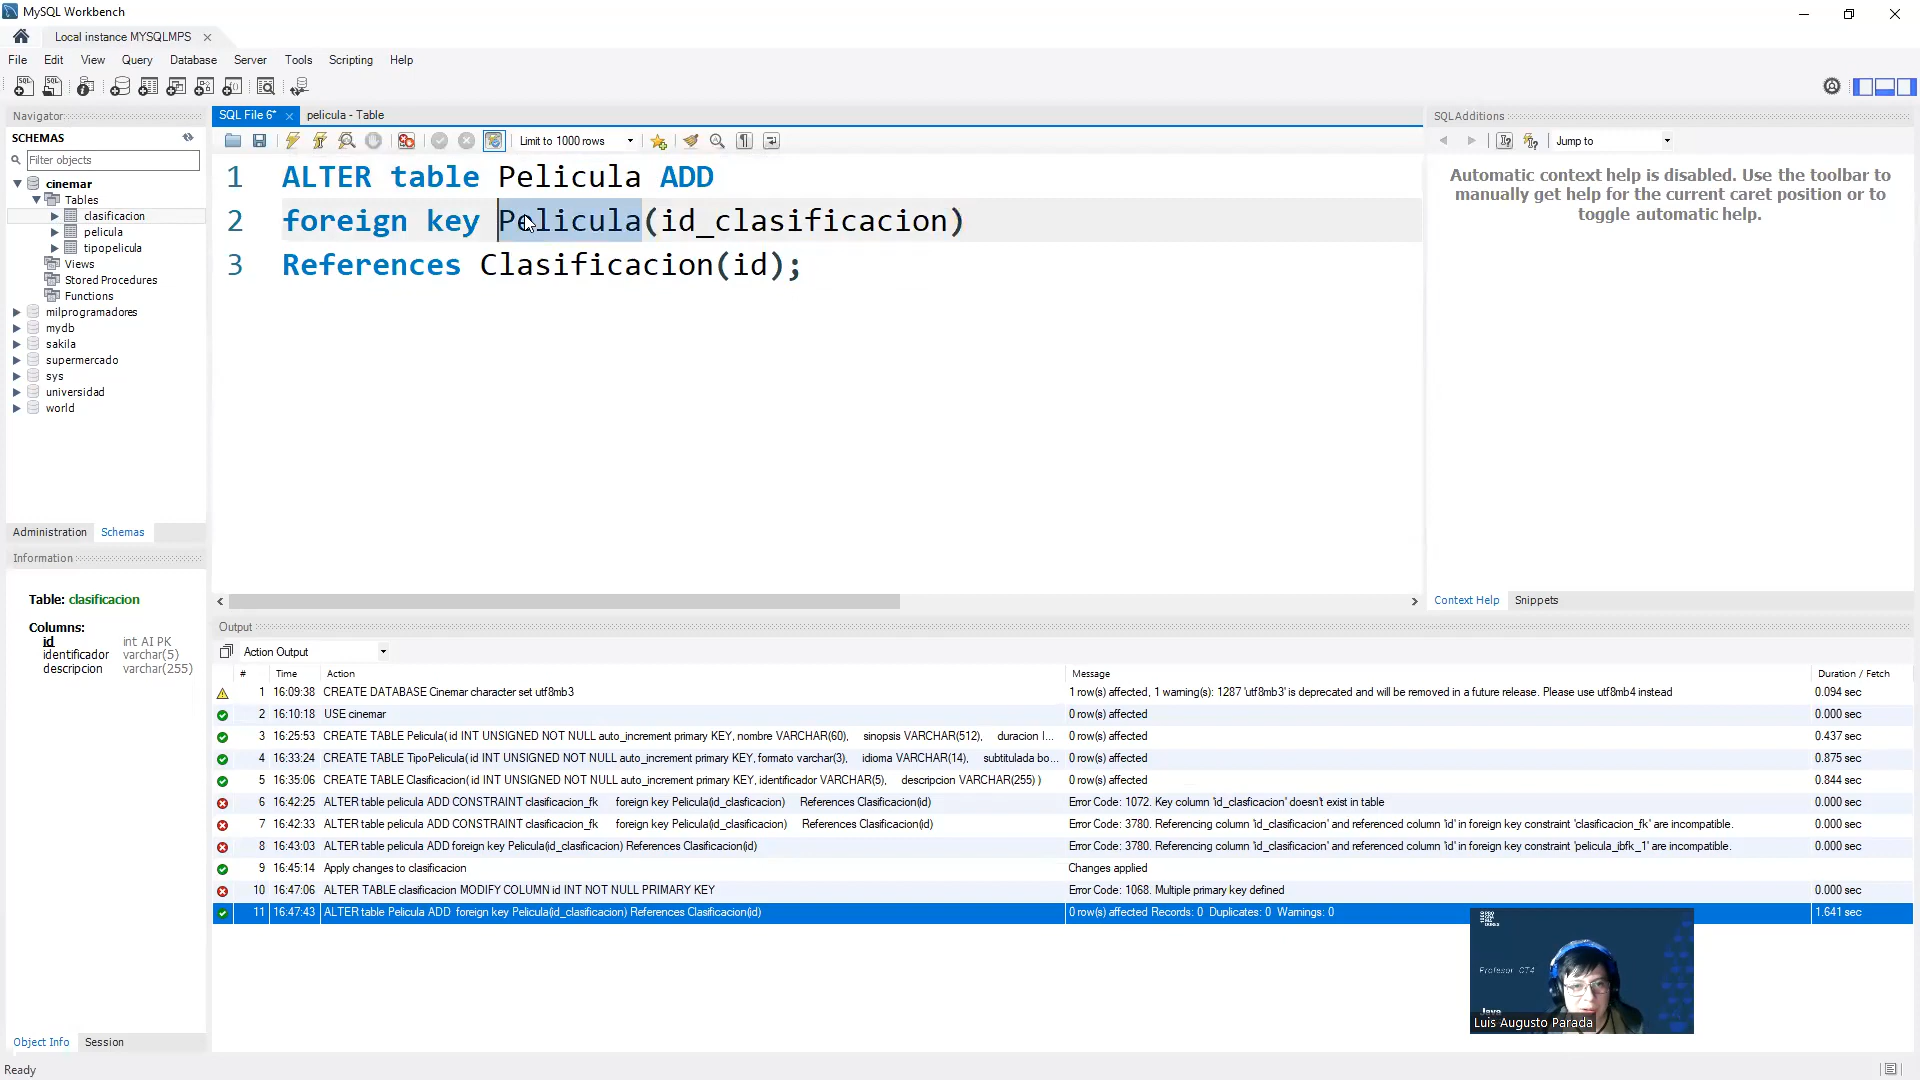 MySQL Workbench
Local instance MYSQLMPS
File Edit View Query Database Server Tools Scripting Help
Navigator
SCHEMAS
Filter objects
cinemar
Tables
clasificacion
pelicula
tipopelicula
Views
Stored Procedures
Functions
milprogramadores
mydb
sakila
supermercado
sys
universidad
world
Administration Schemas
Information
Table: clasificacion
Columns:
id int AI PK
identificador varchar(5)
descripcion varchar(255)
Object Info Session
Ready
SQL File 6* pelicula - Table
Limit to 1000 rows
1 ALTER table Pelicula ADD
2 foreign key Pelicula(id_clasificacion)
3 References Clasificacion(id);
SQLAdditions
Jump to
Automatic context help is disabled. Use the toolbar to
manually get help for the current caret position or to
toggle automatic help.
Context Help Snippets
Output
Action Output
# Time Action Message Duration / Fetch
1 16:09:38 CREATE DATABASE Cinemar character set utf8mb3 1 row(s) affected, 1 warning(s): 1287 'utf8mb3' is deprecated and will be removed in a future release. Please use utf8mb4 instead 0.094 sec
2 16:10:18 USE cinemar 0 row(s) affected 0.000 sec
3 16:25:53 CREATE TABLE Pelicula( id INT UNSIGNED NOT NULL auto_increment primary KEY, nombre VARCHAR(60), sinopsis VARCHAR(512), duracion I... 0 row(s) affected 0.437 sec
4 16:33:24 CREATE TABLE TipoPelicula( id INT UNSIGNED NOT NULL auto_increment primary KEY, formato varchar(3), idioma VARCHAR(14), subtitulada bo... 0 row(s) affected 0.875 sec
5 16:35:06 CREATE TABLE Clasificacion( id INT UNSIGNED NOT NULL auto_increment primary KEY, identificador VARCHAR(5), descripcion VARCHAR(255) ) 0 row(s) affected 0.844 sec
6 16:42:25 ALTER table pelicula ADD CONSTRAINT clasificacion_fk foreign key Pelicula(id_clasificacion) References Clasificacion(id) Error Code: 1072. Key column 'id_clasificacion' doesn't exist in table 0.000 sec
7 16:42:33 ALTER table pelicula ADD CONSTRAINT clasificacion_fk foreign key Pelicula(id_clasificacion) References Clasificacion(id) Error Code: 3780. Referencing column 'id_clasificacion' and referenced column 'id' in foreign key constraint 'clasificacion_fk' are incompatible. 0.000 sec
8 16:43:03 ALTER table pelicula ADD foreign key Pelicula(id_clasificacion) References Clasificacion(id) Error Code: 3780. Referencing column 'id_clasificacion' and referenced column 'id' in foreign key constraint 'pelicula_ibfk_1' are incompatible. 0.000 sec
9 16:45:14 Apply changes to clasificacion Changes applied
10 16:47:06 ALTER TABLE clasificacion MODIFY COLUMN id INT NOT NULL PRIMARY KEY Error Code: 1068. Multiple primary key defined 0.000 sec
11 16:47:43 ALTER table Pelicula ADD foreign key Pelicula(id_clasificacion) References Clasificacion(id) 0 row(s) affected Records: 0 Duplicates: 0 Warnings: 0 1.641 sec
Profesor CT4
Java
Luis Augusto Parada